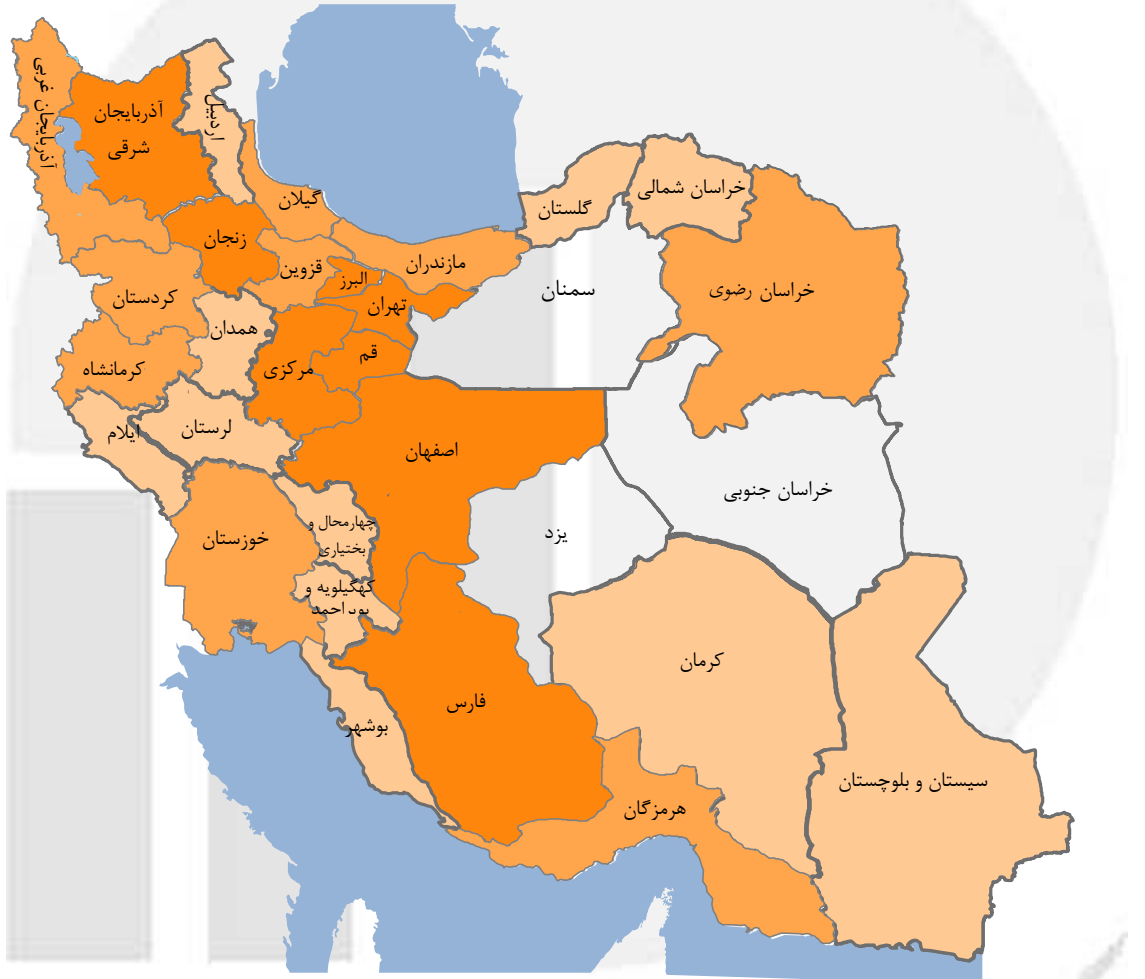 آذربایجان غربی
آذربایجان
شرقی
اردبیل
گیلان
زنجان
خراسان شمالی
گلستان
مازندران
قزوین
البرز
تهران
سمنان
خراسان رضوی
کردستان
همدان
کرمانشاه
مرکزی
قم
ایلام
لرستان
اصفهان
خراسان جنوبی
یزد
خوزستان
چهارمحال و
بختیاری
کهگیلویه و
بویر احمد
فارس
کرمان
بوشهر
هرمزگان
سیستان و بلوچستان